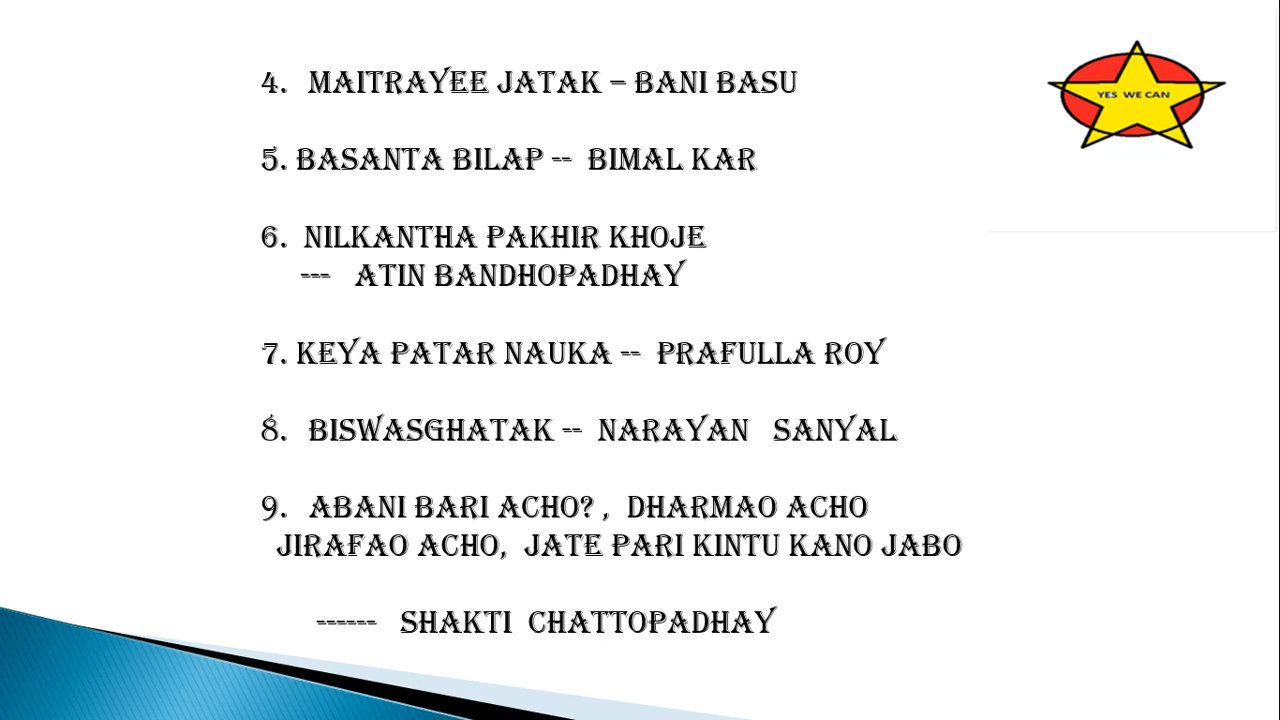 4. MAITRAYEE JATAK – BANI BASU
YES WE CAN
5. BASANTA BILAP -- BIMAL KAR
6. NILKANTHA PAKHIR KHOJE
--- ATIN BANDHOPADHAY
7. KEYA PATAR NAUKA -- PRAFULLA ROY
8. BISWASGHATAK -- NARAYAN SANYAL
9. ABANI BARI ACHO? , DHARMAO ACHO
JIRAFAO ACHO, JATE PARI KINTU KANO JABO
------ SHAKTI CHATTOPADHAY